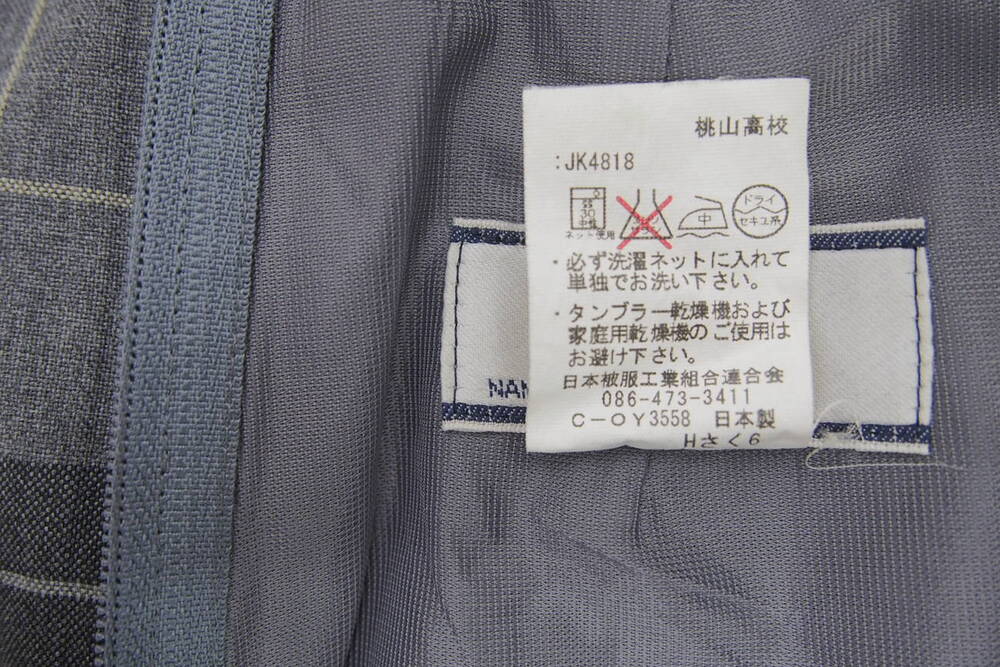 桃山高校
:JK4818
30
中性
ネット使用
中
ドライ
セキユ系
・必ず洗濯ネットに入れて
単独でお洗い下さい。
・タンブラー乾燥機および
家庭用乾燥機のご使用は
お避け下さい。
日本被服工業組合連合会
086-473-3411
C-OY3558 日本製
Hさくら
NAM